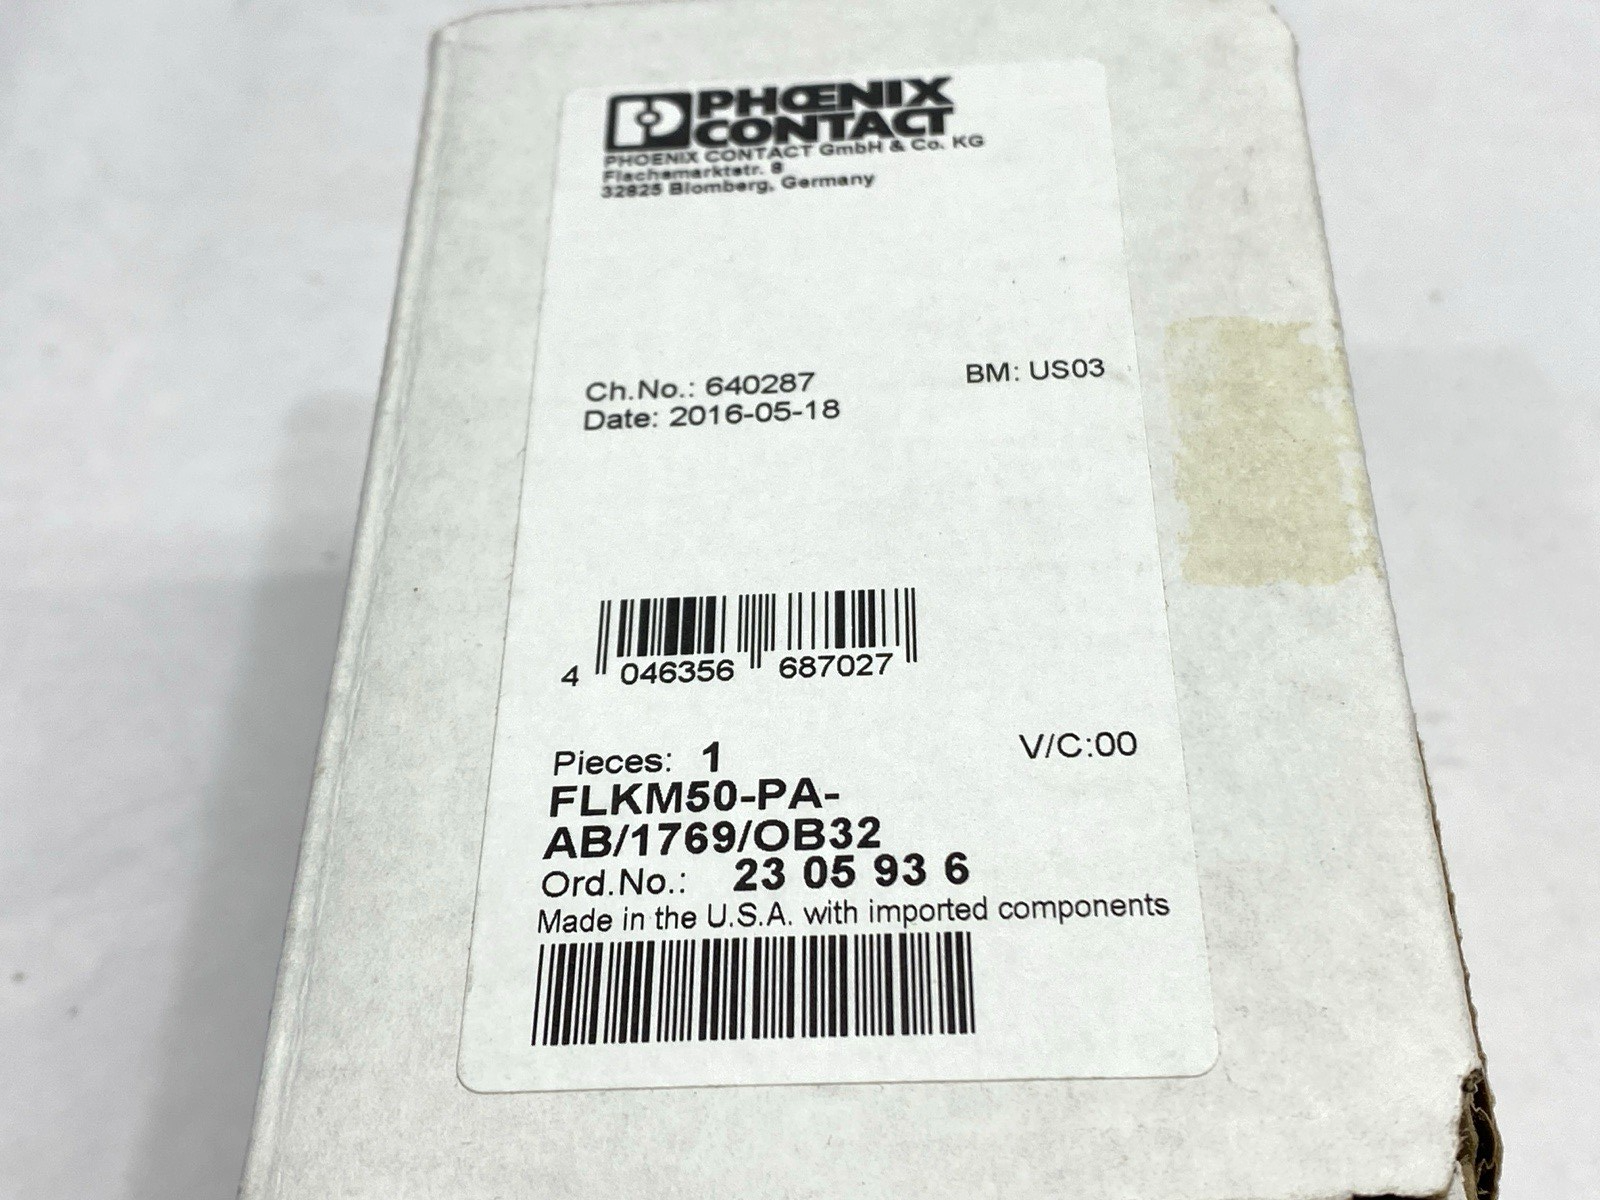 PHŒNIX
CONTACT
PHOENIX CONTACT GmbH & Co. KG
Flachsmarktstr. 8
32825 Blomberg, Germany
Ch.No.: 640287
BM: US03
Date: 2016-05-18
4 046356 687027
Pieces: 1
V/C:00
FLKM50-PA-
AB/1769/OB32
Ord.No.: 23 05 93 6
Made in the U.S.A. with imported components